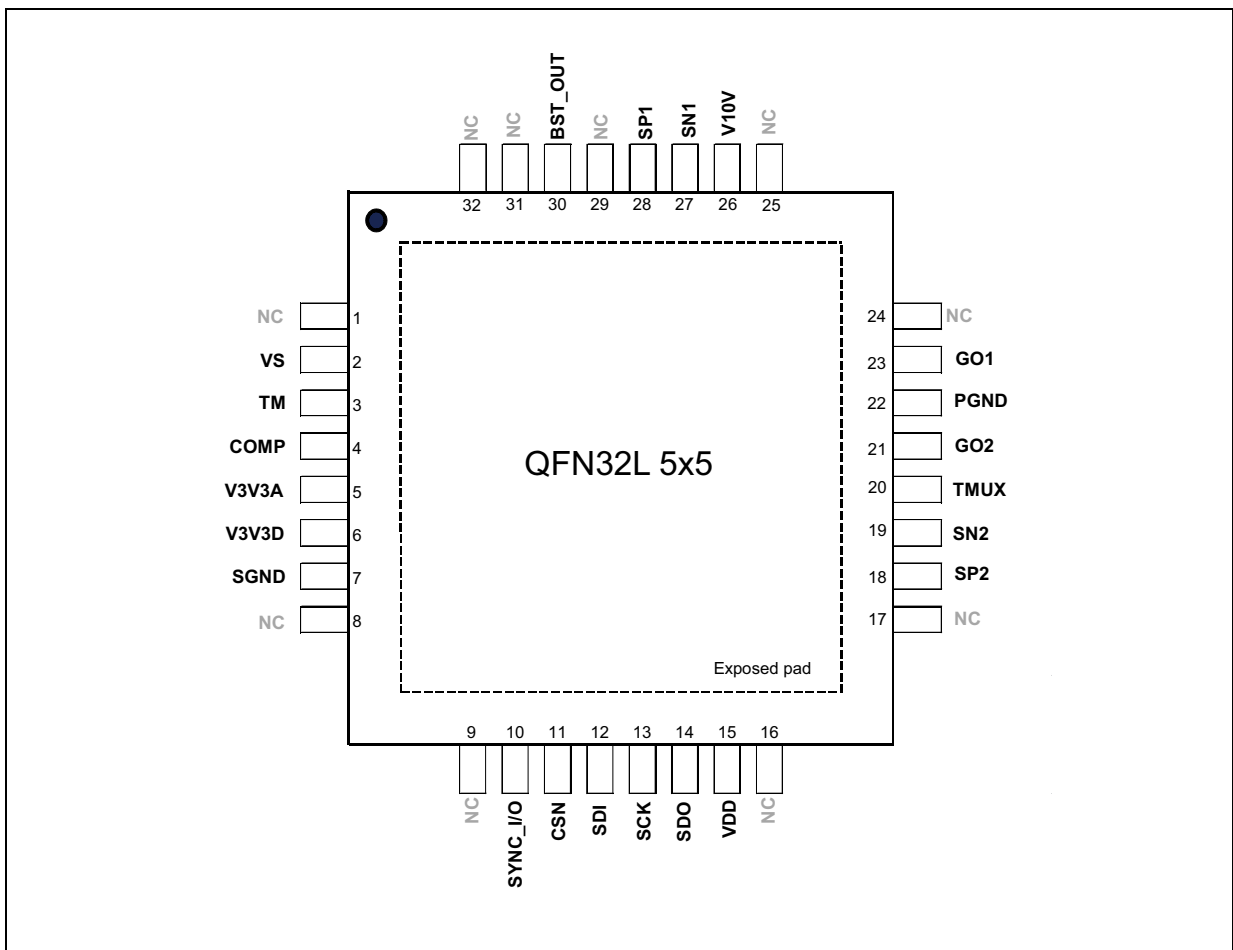 NC
NC
BST_OUT
NC
SP1
SN1
V10V
NC
32
31
30
29
28
27
26
25
NC 1
VS 2
TM 3
COMP 4
V3V3A 5
V3V3D 6
SGND 7
NC 8
24 NC
23 GO1
22 PGND
21 GO2
20 TMUX
19 SN2
18 SP2
17 NC
QFN32L 5x5
Exposed pad
9
10
11
12
13
14
15
16
NC
SYNC_I/O
CSN
SDI
SCK
SDO
VDD
NC